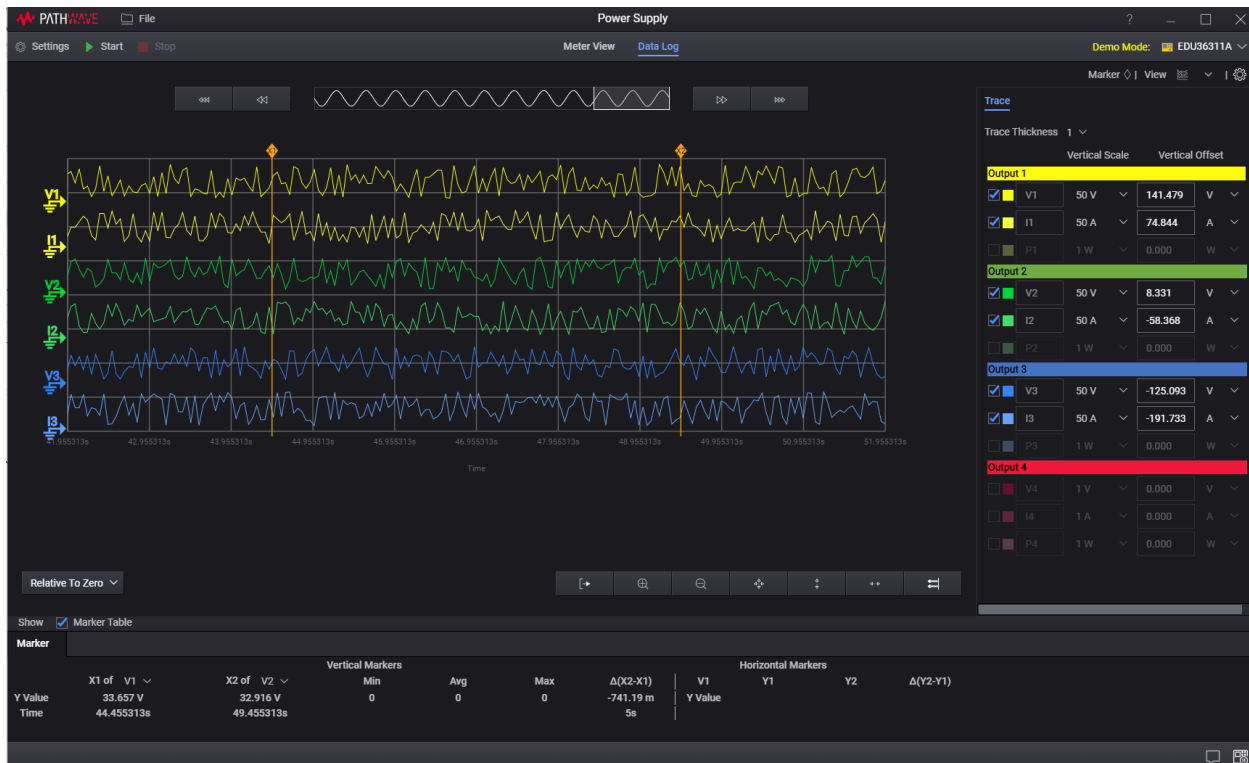 PATHWAVE File Power Supply ?
Settings Start Stop Meter View Data Log Demo Mode: EDU36311A
Marker | View |
Trace
Trace Thickness 1
Vertical Scale Vertical Offset
Output 1
V1 50 V 141.479 V
I1 50 A 74.844 A
P1 1 W 0.000 W
Output 2
V2 50 V 8.331 V
I2 50 A -58.368 A
P2 1 W 0.000 W
Output 3
V3 50 V -125.093 V
I3 50 A -191.733 A
P3 1 W 0.000 W
Output 4
V4 1 V 0.000 V
I4 1 A 0.000 A
P4 1 W 0.000 W
X1 X2
V1
I1
V2
I2
V3
I3
41.955313s 42.955313s 43.955313s 44.955313s 45.955313s 46.955313s 47.955313s 48.955313s 49.955313s 50.955313s 51.955313s
Time
Relative To Zero
Show Marker Table
Marker
Vertical Markers Horizontal Markers
X1 of V1 X2 of V2 Min Avg Max Δ(X2-X1) V1 Y1 Y2 Δ(Y2-Y1)
Y Value 33.657 V 32.916 V 0 0 0 -741.19 m Y Value
Time 44.455313s 49.455313s 5s